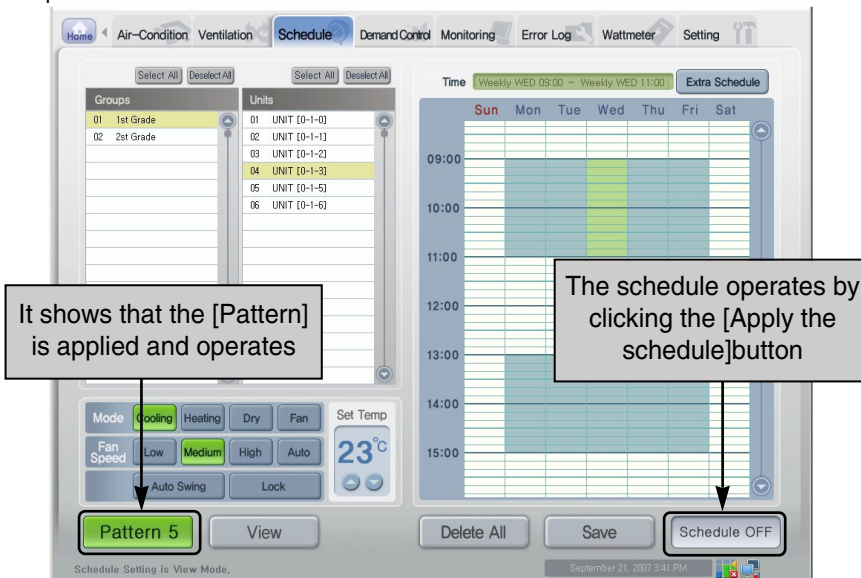 Home Air-Condition Ventilation Schedule Demand Control Monitoring Error Log Wattmeter Setting
Select All Deselect All Select All Deselect All
Groups
01 1st Grade
02 2st Grade
Units
01 UNIT [0-1-0]
02 UNIT [0-1-1]
03 UNIT [0-1-2]
04 UNIT [0-1-3]
05 UNIT [0-1-5]
06 UNIT [0-1-6]
Time Weekly WED 09:00 ~ Weekly WED 11:00 Extra Schedule
Sun Mon Tue Wed Thu Fri Sat
09:00
10:00
11:00
12:00
13:00
14:00
15:00
It shows that the [Pattern]
is applied and operates
The schedule operates by
clicking the [Apply the
schedule]button
Mode Cooling Heating Dry Fan
Fan
Speed Low Medium High Auto
Auto Swing Lock
Set Temp
23°C
Pattern 5 View Delete All Save Schedule OFF
Schedule Setting is View Mode.
September 21, 2007 3:41 PM